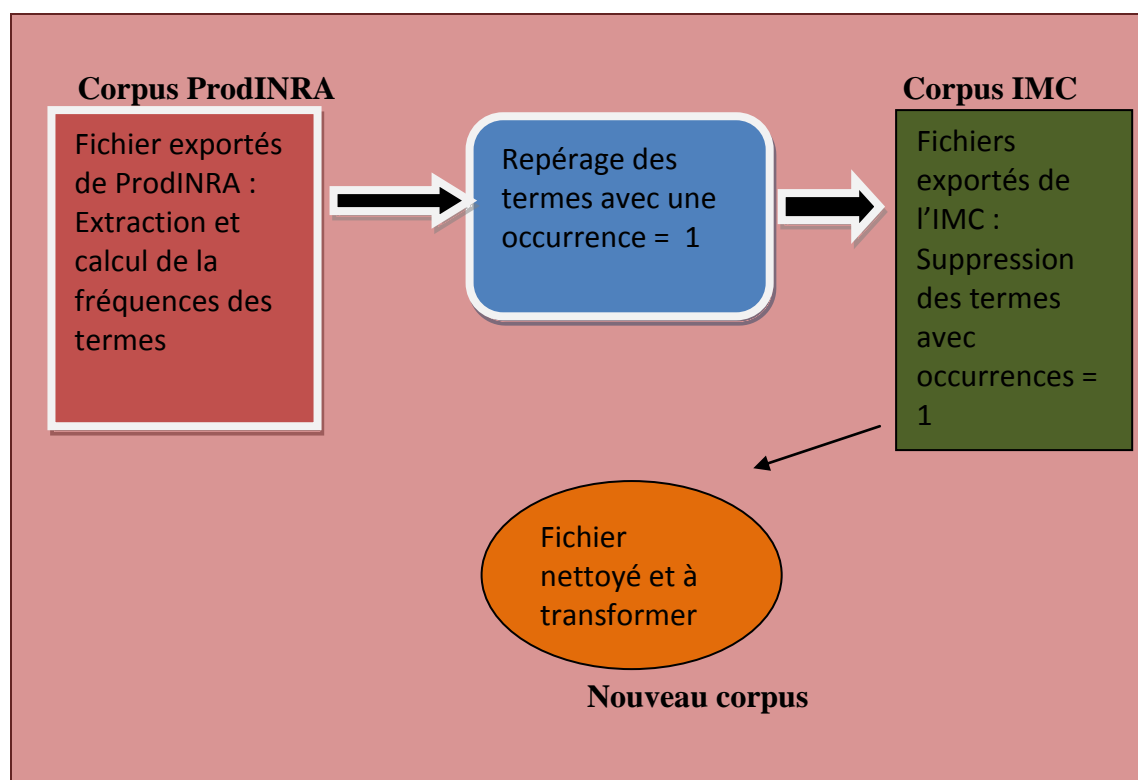 Corpus ProdINRA
Fichier exportés
de ProdINRA :
Extraction et
calcul de la
fréquences des
termes
Repérage des
termes avec une
occurrence =  1
Corpus IMC
Fichiers
exportés de
l’IMC :
Suppression
des termes
avec
occurrences =
1
Fichier
nettoyé et à
transformer
Nouveau corpus